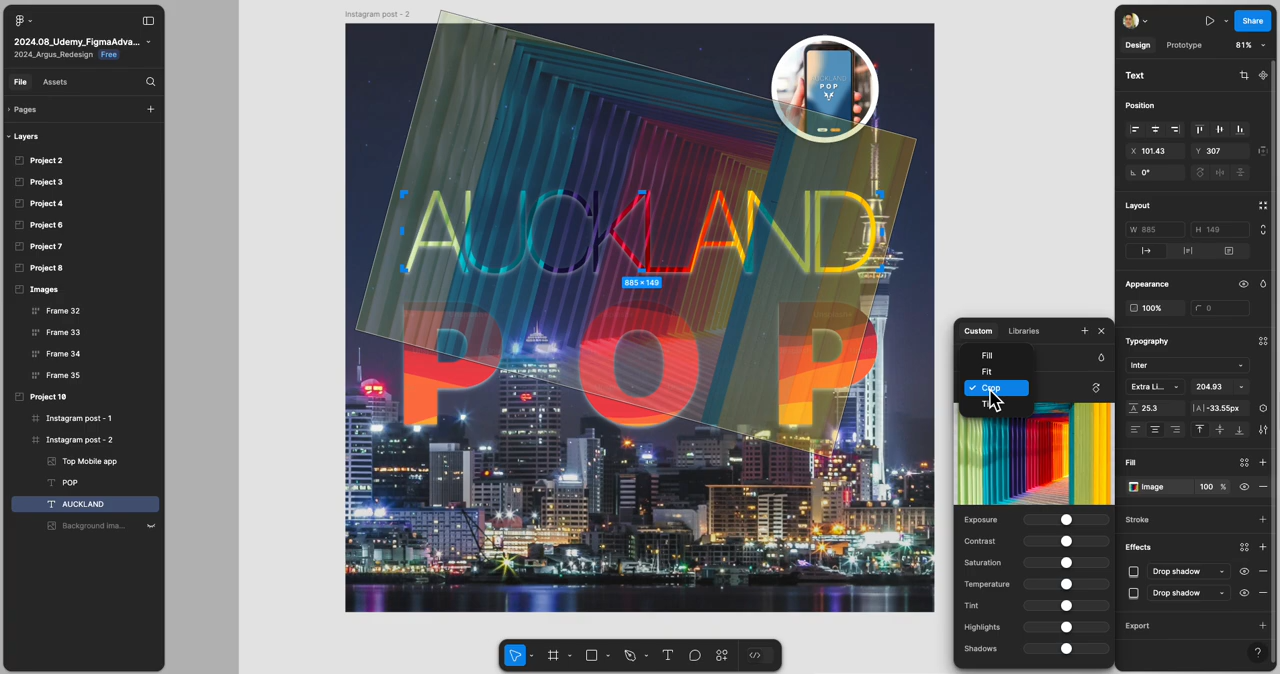 2024.08_Udemy_FigmaAdva...
2024_Argus_Redesign Free
File Assets
Pages
Layers
Project 2
Project 3
Project 4
Project 6
Project 7
Project 8
Images
Frame 32
Frame 33
Frame 34
Frame 35
Project 10
Instagram post - 1
Instagram post - 2
Top Mobile app
POP
AUCKLAND
Background ima...
Instagram post - 2
AUCKLAND
POP
AUCKLAND
885 × 149
POP
Custom Libraries
Fill
Fit
Crop
Exposure
Contrast
Saturation
Temperature
Tint
Highlights
Shadows
Share
Design Prototype 81%
Text
Position
X 101.43 Y 307
0°
Layout
W 885 H 149
Appearance
100% 0
Typography
Inter
Extra Li... 204.93
25.3 -33.55px
Fill
Image 100 %
Stroke
Effects
Drop shadow
Drop shadow
Export
?